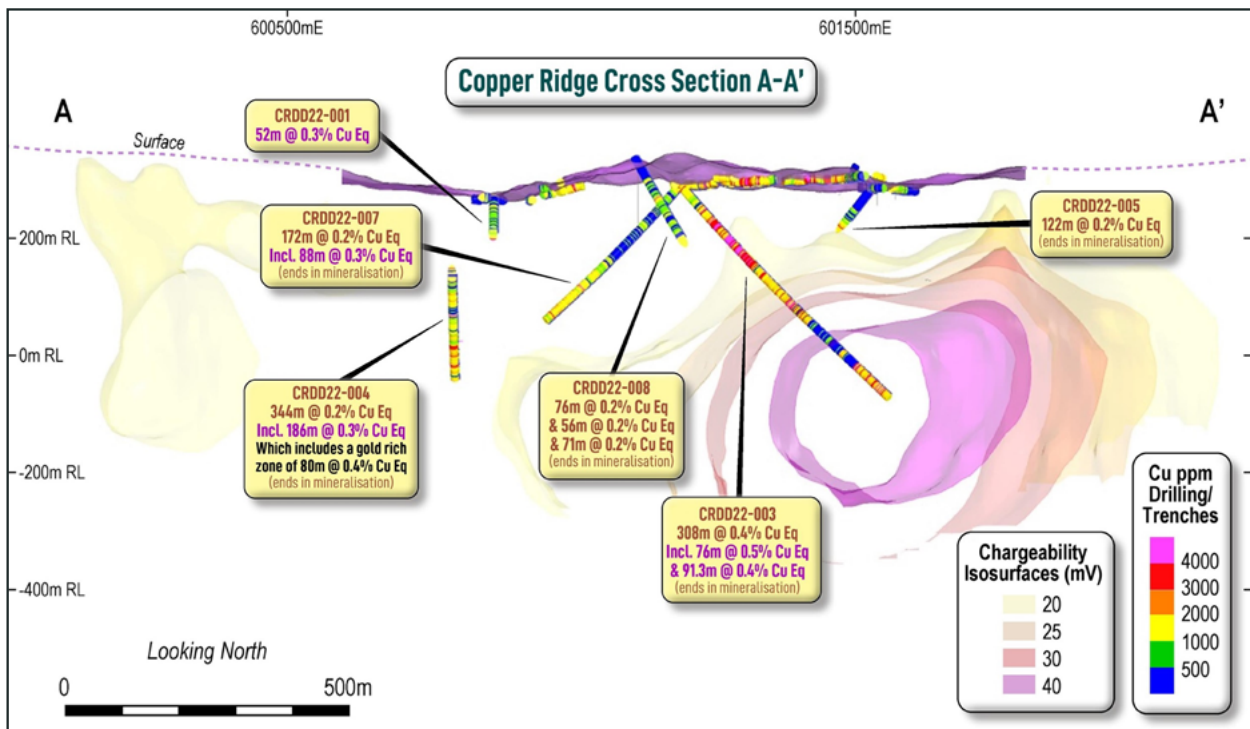 600500mE
601500mE
Copper Ridge Cross Section A-A'
A
A'
Surface
CRDD22-001
52m @ 0.3% Cu Eq
CRDD22-007
172m @ 0.2% Cu Eq
Incl. 88m @ 0.3% Cu Eq
(ends in mineralisation)
CRDD22-005
122m @ 0.2% Cu Eq
(ends in mineralisation)
200m RL
0m RL
-200m RL
-400m RL
CRDD22-004
344m @ 0.2% Cu Eq
Incl. 186m @ 0.3% Cu Eq
Which includes a gold rich
zone of 80m @ 0.4% Cu Eq
(ends in mineralisation)
CRDD22-008
76m @ 0.2% Cu Eq
& 56m @ 0.2% Cu Eq
& 71m @ 0.2% Cu Eq
(ends in mineralisation)
CRDD22-003
308m @ 0.4% Cu Eq
Incl. 76m @ 0.5% Cu Eq
& 91.3m @ 0.4% Cu Eq
(ends in mineralisation)
Looking North
0
500m
Chargeability
Isosurfaces (mV)
20
25
30
40
Cu ppm
Drilling/
Trenches
4000
3000
2000
1000
500